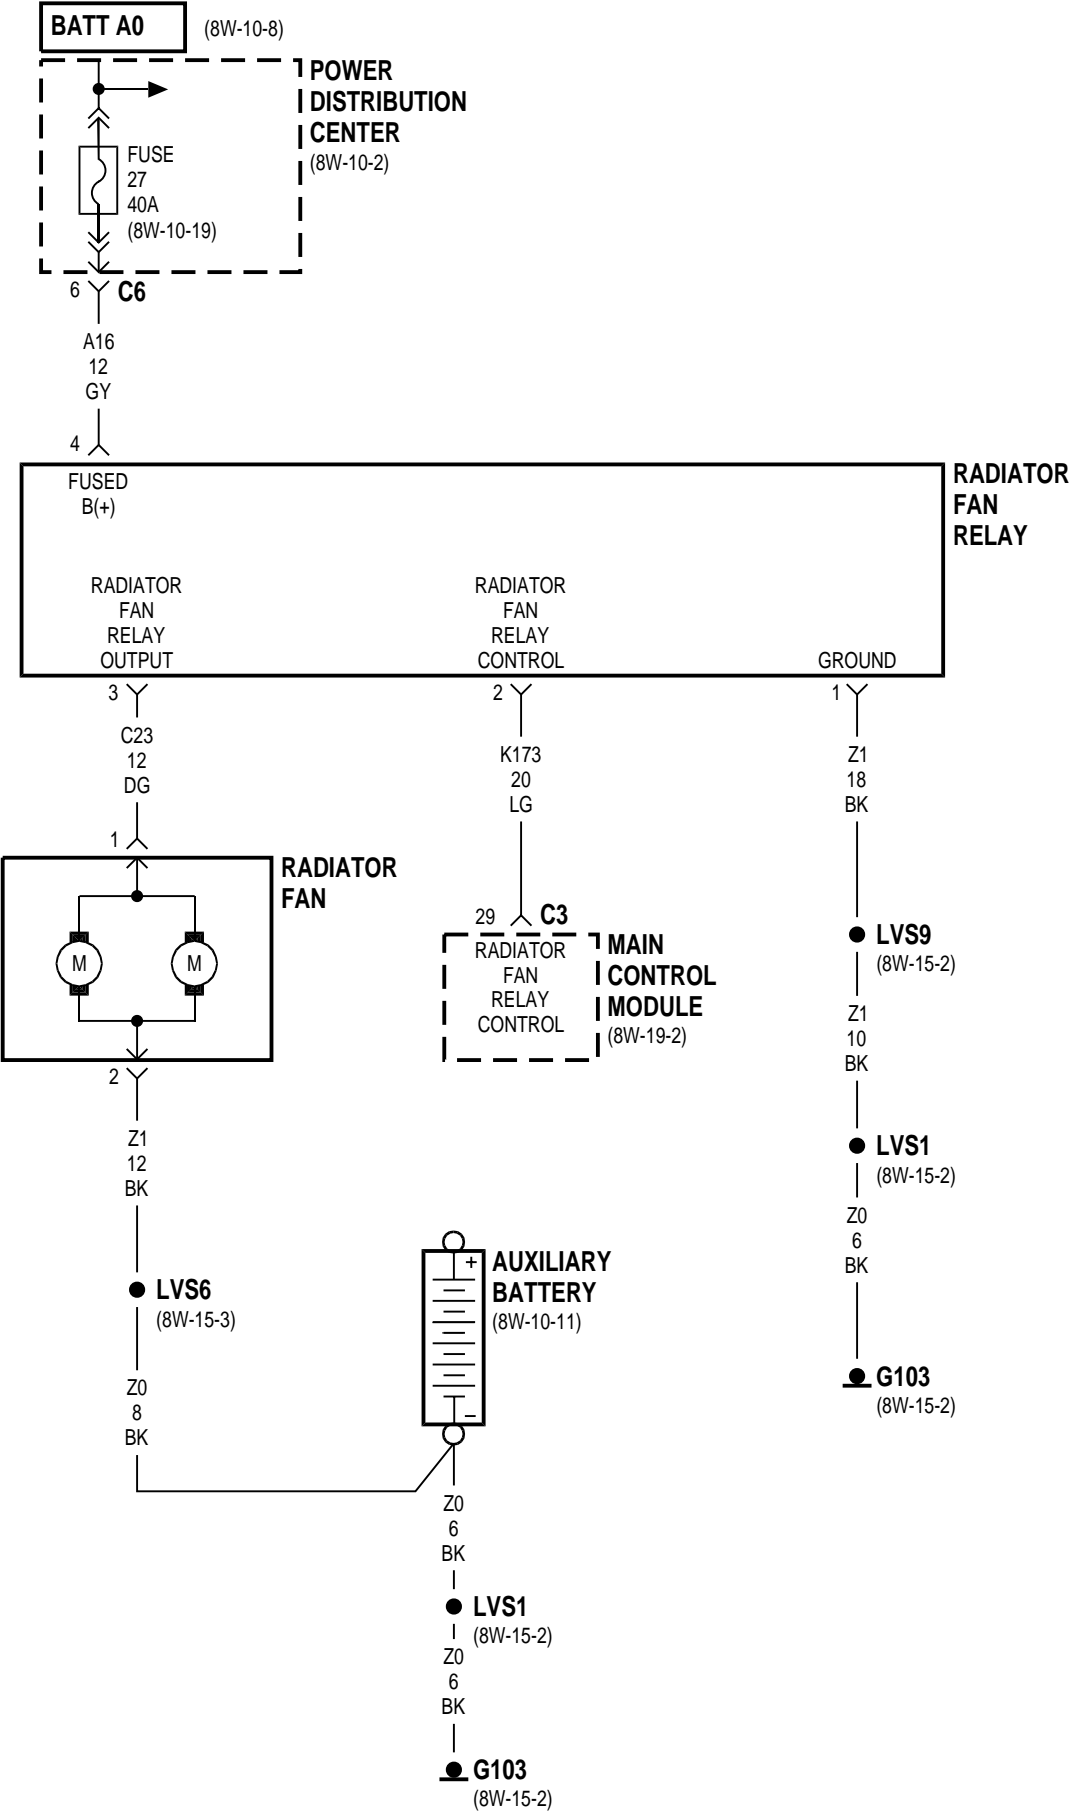 BATT A0
(8W-10-8)
POWER
DISTRIBUTION
CENTER
(8W-10-2)
FUSE
27
40A
(8W-10-19)
6
C6
A16
12
GY
4
FUSED
B(+)
RADIATOR
FAN
RELAY
RADIATOR
FAN
RELAY
OUTPUT
RADIATOR
FAN
RELAY
CONTROL
GROUND
3
2
1
C23
12
DG
K173
20
LG
Z1
18
BK
1
RADIATOR
FAN
M
M
29
C3
RADIATOR
FAN
RELAY
CONTROL
MAIN
CONTROL
MODULE
(8W-19-2)
LVS9
(8W-15-2)
Z1
10
BK
2
Z1
12
BK
LVS1
(8W-15-2)
Z0
6
BK
LVS6
(8W-15-3)
+
–
AUXILIARY
BATTERY
(8W-10-11)
G103
(8W-15-2)
Z0
8
BK
Z0
6
BK
LVS1
(8W-15-2)
Z0
6
BK
G103
(8W-15-2)